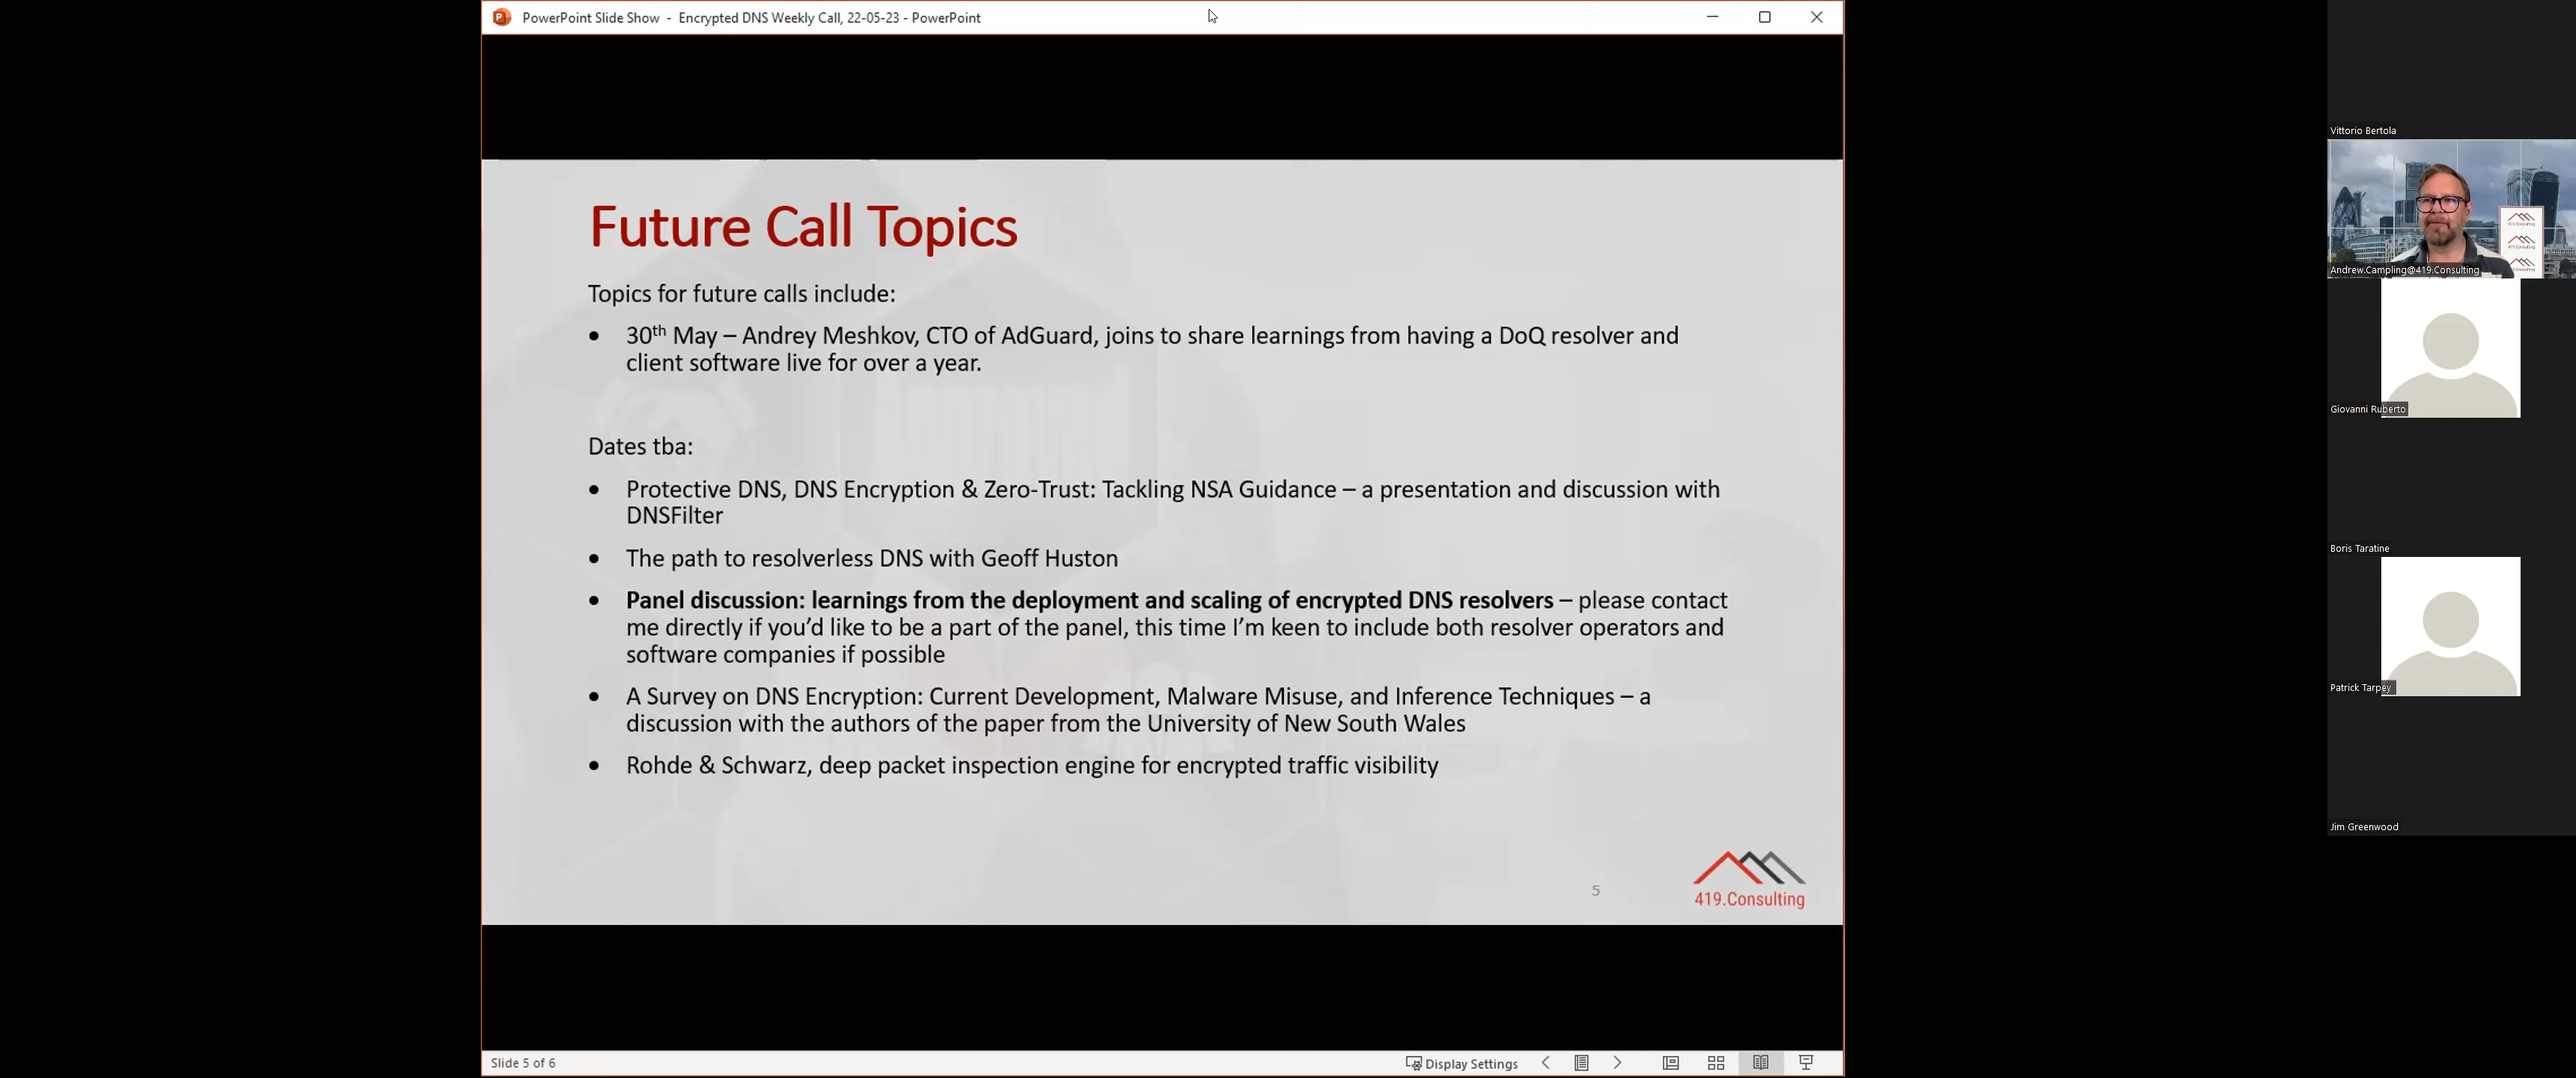 PowerPoint Slide Show - Encrypted DNS Weekly Call, 22-05-23 - PowerPoint
Future Call Topics
Topics for future calls include:
• 30th May – Andrey Meshkov, CTO of AdGuard, joins to share learnings from having a DoQ resolver and
client software live for over a year.
Dates tba:
• Protective DNS, DNS Encryption & Zero-Trust: Tackling NSA Guidance – a presentation and discussion with
DNSFilter
• The path to resolverless DNS with Geoff Huston
• Panel discussion: learnings from the deployment and scaling of encrypted DNS resolvers – please contact
me directly if you'd like to be a part of the panel, this time I'm keen to include both resolver operators and
software companies if possible
• A Survey on DNS Encryption: Current Development, Malware Misuse, and Inference Techniques – a
discussion with the authors of the paper from the University of New South Wales
• Rohde & Schwarz, deep packet inspection engine for encrypted traffic visibility
5
419.Consulting
Slide 5 of 6
Display Settings
Vittorio Bertola
419.Consulting
419.Consulting
Andrew.Campling@419.Consulting
Giovanni Ruberto
Boris Taratine
Patrick Tarpey
Jim Greenwood